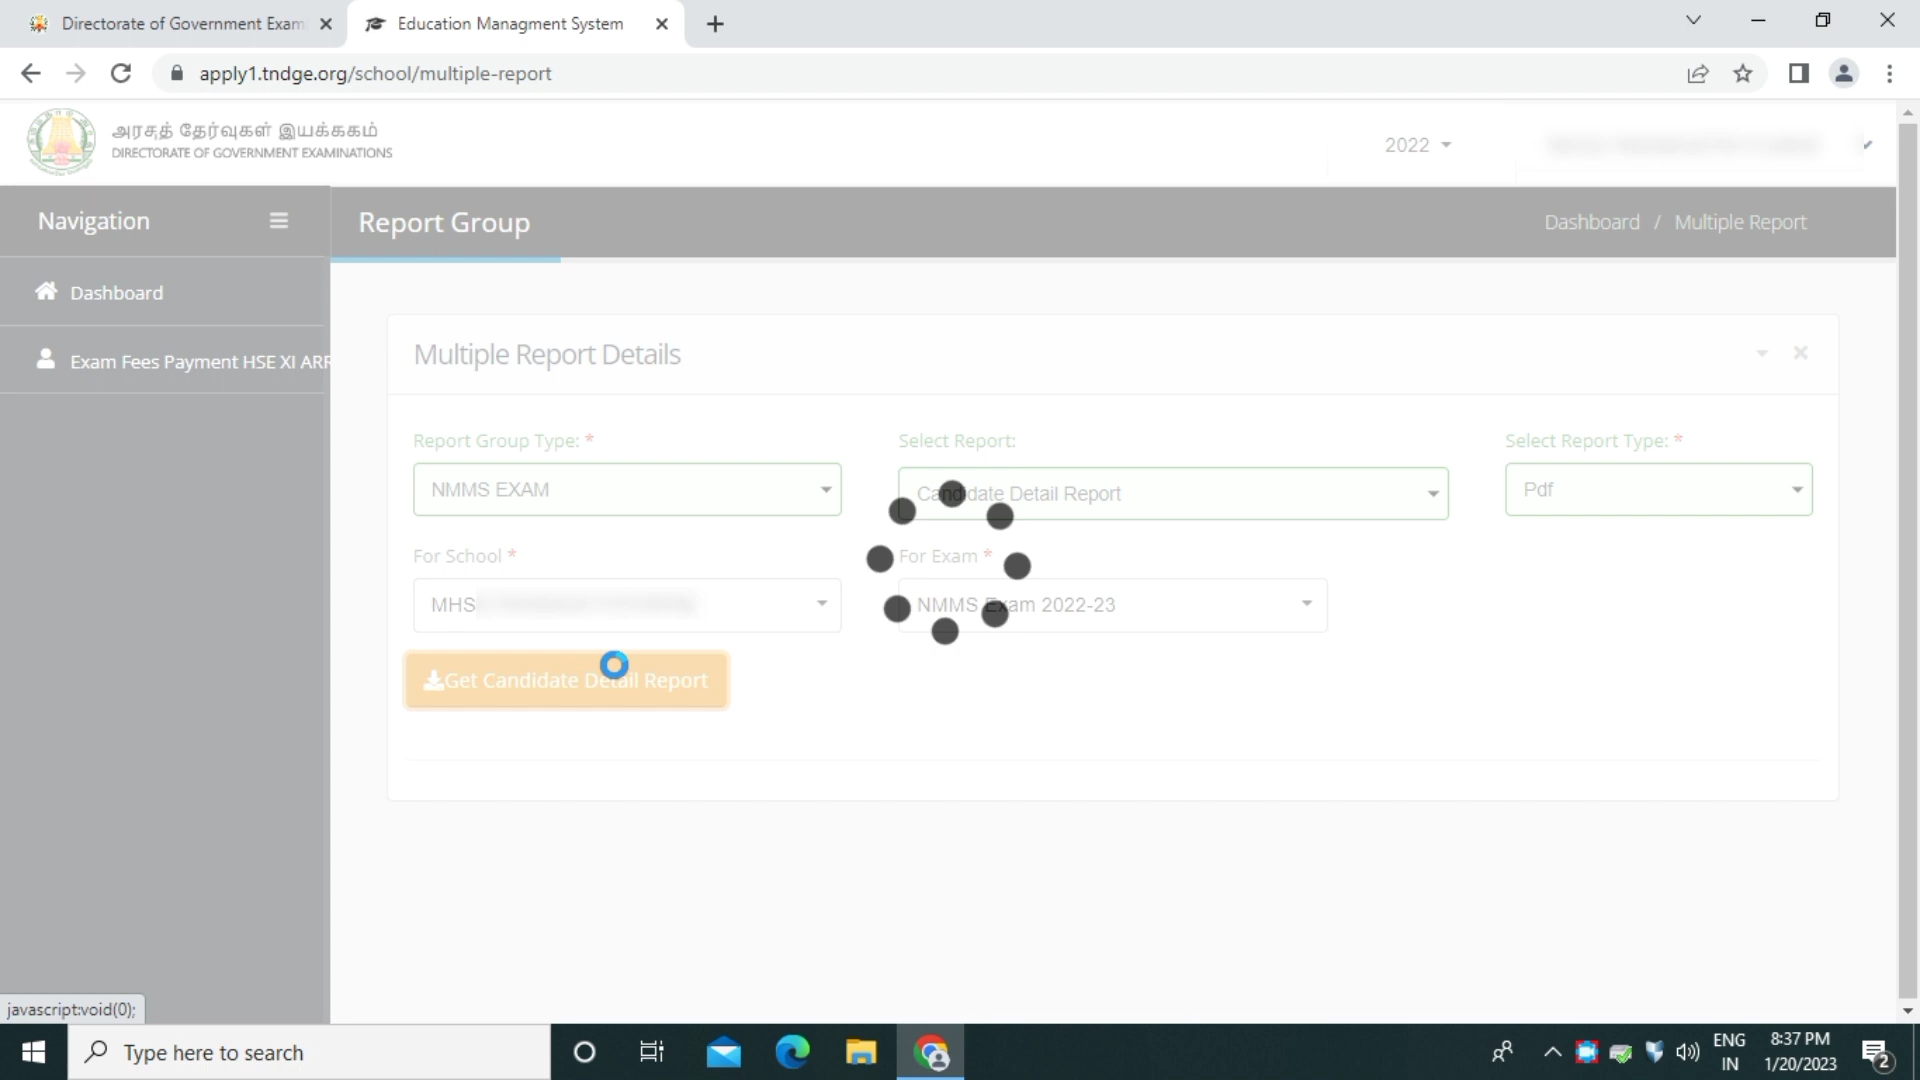 Directorate of Government Exam
Education Managment System
apply1.tndge.org/school/multiple-report
அரசுத் தேர்வுகள் இயக்ககம்
DIRECTORATE OF GOVERNMENT EXAMINATIONS
2022
Navigation
Report Group
Dashboard / Multiple Report
Dashboard
Exam Fees Payment HSE XI ARR
Multiple Report Details
Report Group Type: *
Select Report:
Select Report Type: *
NMMS EXAM
Candidate Detail Report
Pdf
For School *
For Exam *
MHS
NMMS Exam 2022-23
Get Candidate Detail Report
javascript:void(0);
Type here to search
ENG
IN
8:37 PM
1/20/2023
2